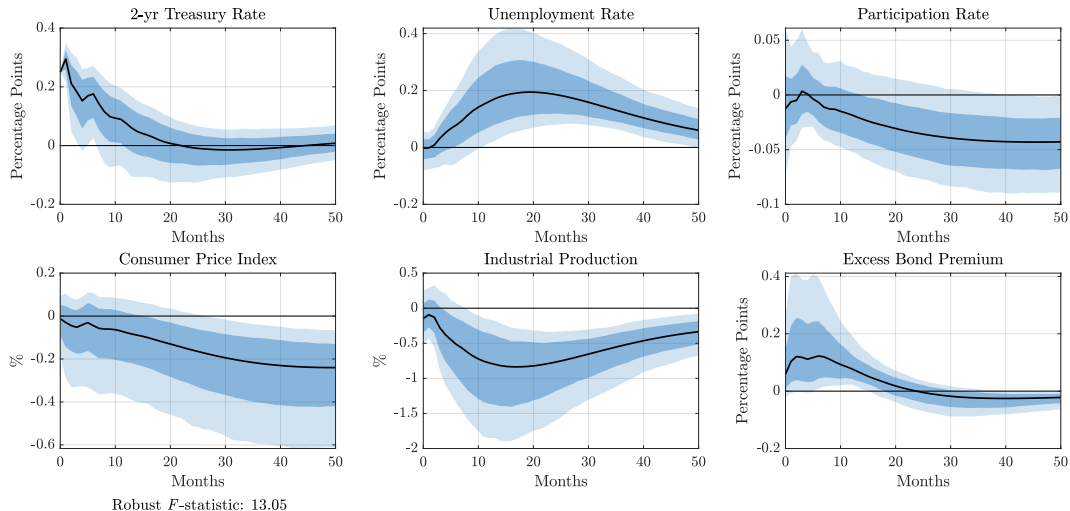 2-yr Treasury Rate
Percentage Points
0.4
0.2
0
-0.2
0 10 20 30 40 50
Months
Unemployment Rate
Percentage Points
0.4
0.2
0
0.2
0 10 20 30 40 50
Months
Participation Rate
Percentage Points
0.05
0
-0.05
-0.1
0 10 20 30 40 50
Months
Consumer Price Index
%
0.2
0
-0.2
-0.4
-0.6
0 10 20 30 40 50
Months
Industrial Production
%
0.5
0
-0.5
-1
-1.5
-2
0 10 20 30 40 50
Months
Excess Bond Premium
Percentage Points
0.4
0.2
0
-0.2
0 10 20 30 40 50
Months
Robust F-statistic: 13.05